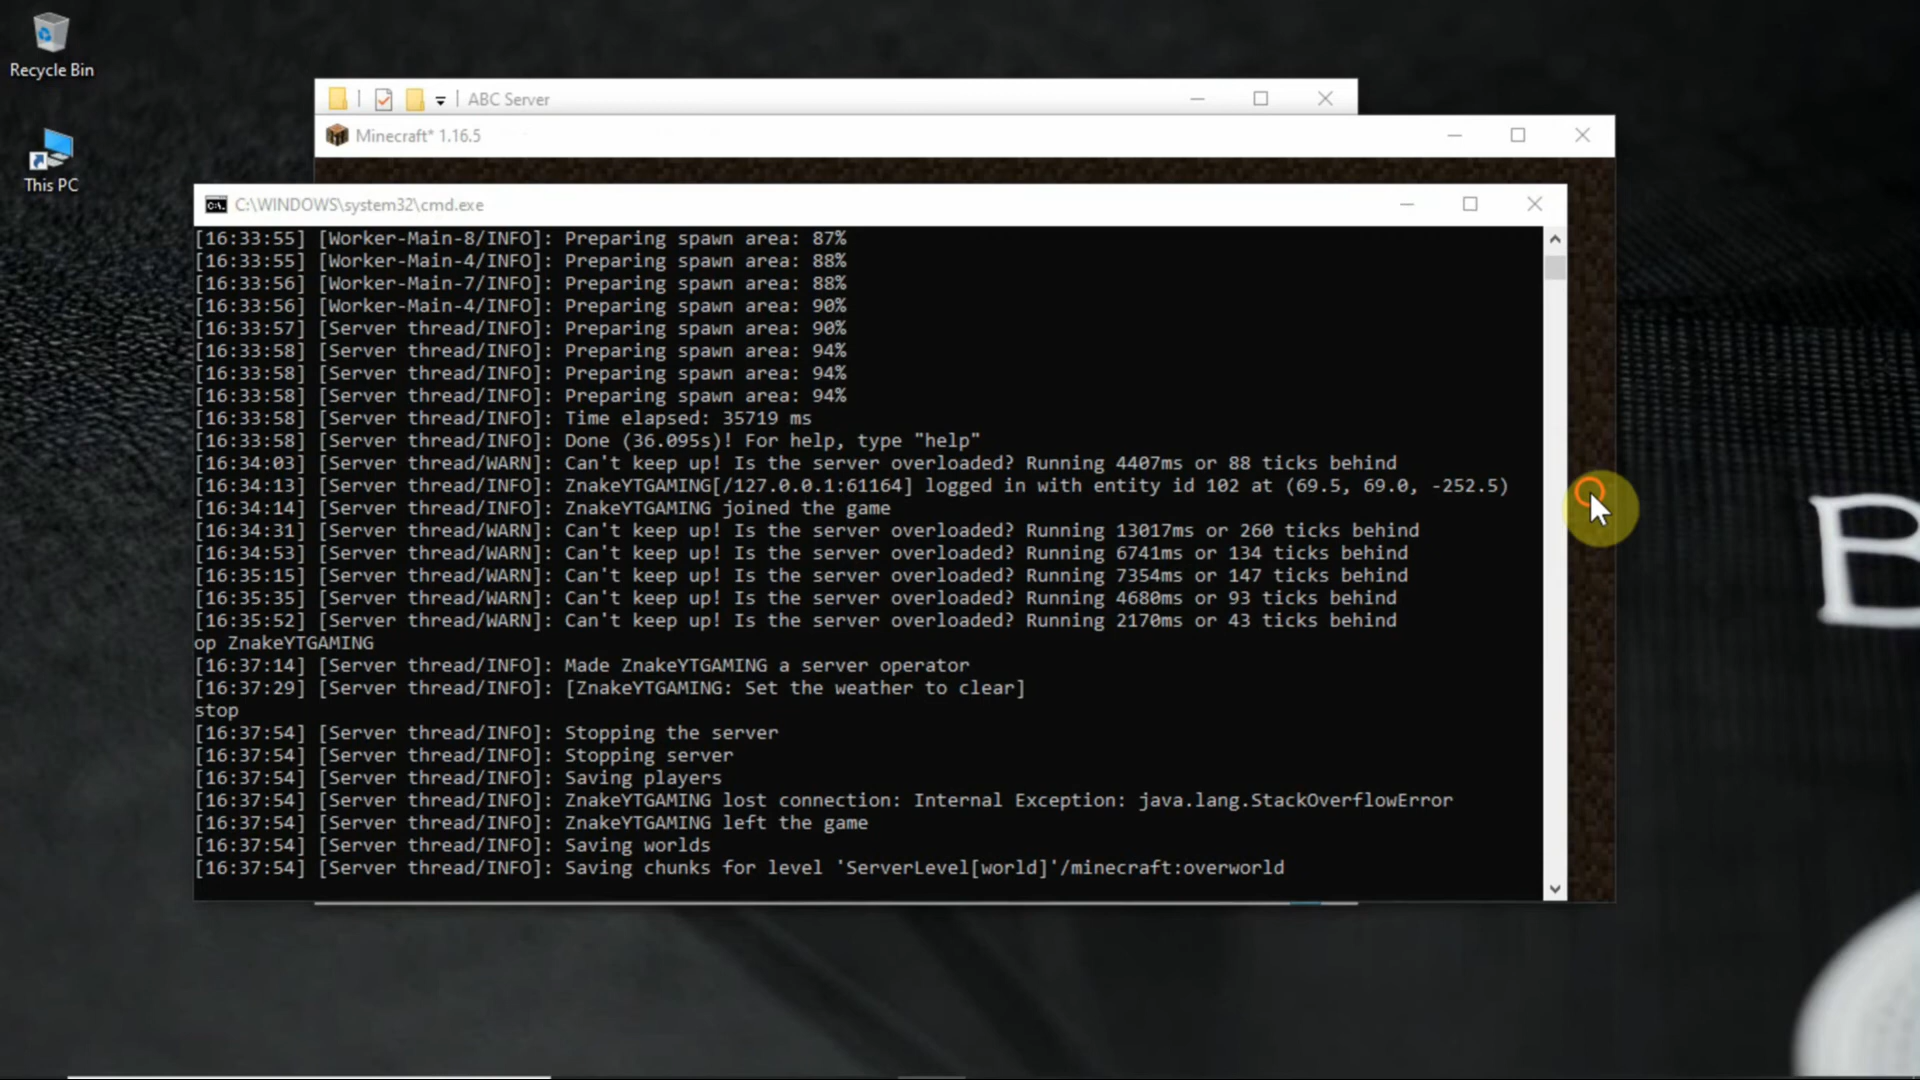 Recycle Bin
This PC
ABC Server
Minecraft* 1.16.5
C:\WINDOWS\system32\cmd.exe
[16:33:55] [Worker-Main-8/INFO]: Preparing spawn area: 87%
[16:33:55] [Worker-Main-4/INFO]: Preparing spawn area: 88%
[16:33:56] [Worker-Main-7/INFO]: Preparing spawn area: 88%
[16:33:56] [Worker-Main-4/INFO]: Preparing spawn area: 90%
[16:33:57] [Server thread/INFO]: Preparing spawn area: 90%
[16:33:58] [Server thread/INFO]: Preparing spawn area: 94%
[16:33:58] [Server thread/INFO]: Preparing spawn area: 94%
[16:33:58] [Server thread/INFO]: Preparing spawn area: 94%
[16:33:58] [Server thread/INFO]: Time elapsed: 35719 ms
[16:33:58] [Server thread/INFO]: Done (36.095s)! For help, type "help"
[16:34:03] [Server thread/WARN]: Can't keep up! Is the server overloaded? Running 4407ms or 88 ticks behind
[16:34:13] [Server thread/INFO]: ZnakeYTGAMING[/127.0.0.1:61164] logged in with entity id 102 at (69.5, 69.0, -252.5)
[16:34:14] [Server thread/INFO]: ZnakeYTGAMING joined the game
[16:34:31] [Server thread/WARN]: Can't keep up! Is the server overloaded? Running 13017ms or 260 ticks behind
[16:34:53] [Server thread/WARN]: Can't keep up! Is the server overloaded? Running 6741ms or 134 ticks behind
[16:35:15] [Server thread/WARN]: Can't keep up! Is the server overloaded? Running 7354ms or 147 ticks behind
[16:35:35] [Server thread/WARN]: Can't keep up! Is the server overloaded? Running 4680ms or 93 ticks behind
[16:35:52] [Server thread/WARN]: Can't keep up! Is the server overloaded? Running 2170ms or 43 ticks behind
op ZnakeYTGAMING
[16:37:14] [Server thread/INFO]: Made ZnakeYTGAMING a server operator
[16:37:29] [Server thread/INFO]: [ZnakeYTGAMING: Set the weather to clear]
stop
[16:37:54] [Server thread/INFO]: Stopping the server
[16:37:54] [Server thread/INFO]: Stopping server
[16:37:54] [Server thread/INFO]: Saving players
[16:37:54] [Server thread/INFO]: ZnakeYTGAMING lost connection: Internal Exception: java.lang.StackOverflowError
[16:37:54] [Server thread/INFO]: ZnakeYTGAMING left the game
[16:37:54] [Server thread/INFO]: Saving worlds
[16:37:54] [Server thread/INFO]: Saving chunks for level 'ServerLevel[world]'/minecraft:overworld
B